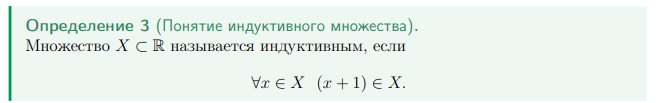 Определение 3 (Понятие индуктивного множества).
Множество X ⊂ ℝ называется индуктивным, если
∀x ∈ X (x + 1) ∈ X.